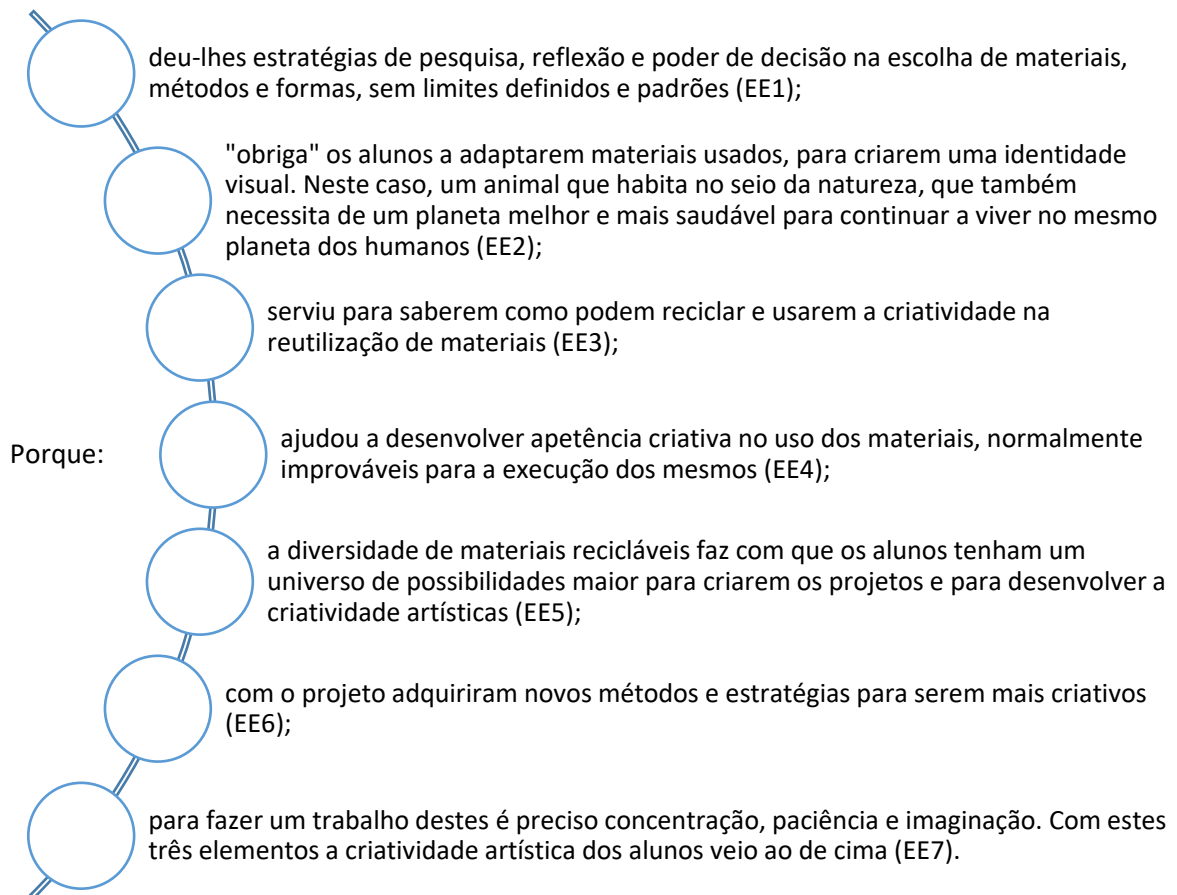 deu-lhes estratégias de pesquisa, reflexão e poder de decisão na escolha de materiais,
métodos e formas, sem limites definidos e padrões (EE1);
"obriga" os alunos a adaptarem materiais usados, para criarem uma identidade
visual. Neste caso, um animal que habita no seio da natureza, que também
necessita de um planeta melhor e mais saudável para continuar a viver no mesmo
planeta dos humanos (EE2);
serviu para saberem como podem reciclar e usarem a criatividade na
reutilização de materiais (EE3);
Porque:
ajudou a desenvolver apetência criativa no uso dos materiais, normalmente
improváveis para a execução dos mesmos (EE4);
a diversidade de materiais recicláveis faz com que os alunos tenham um
universo de possibilidades maior para criarem os projetos e para desenvolver a
criatividade artísticas (EE5);
com o projeto adquiriram novos métodos e estratégias para serem mais criativos
(EE6);
para fazer um trabalho destes é preciso concentração, paciência e imaginação. Com estes
três elementos a criatividade artística dos alunos veio ao de cima (EE7).